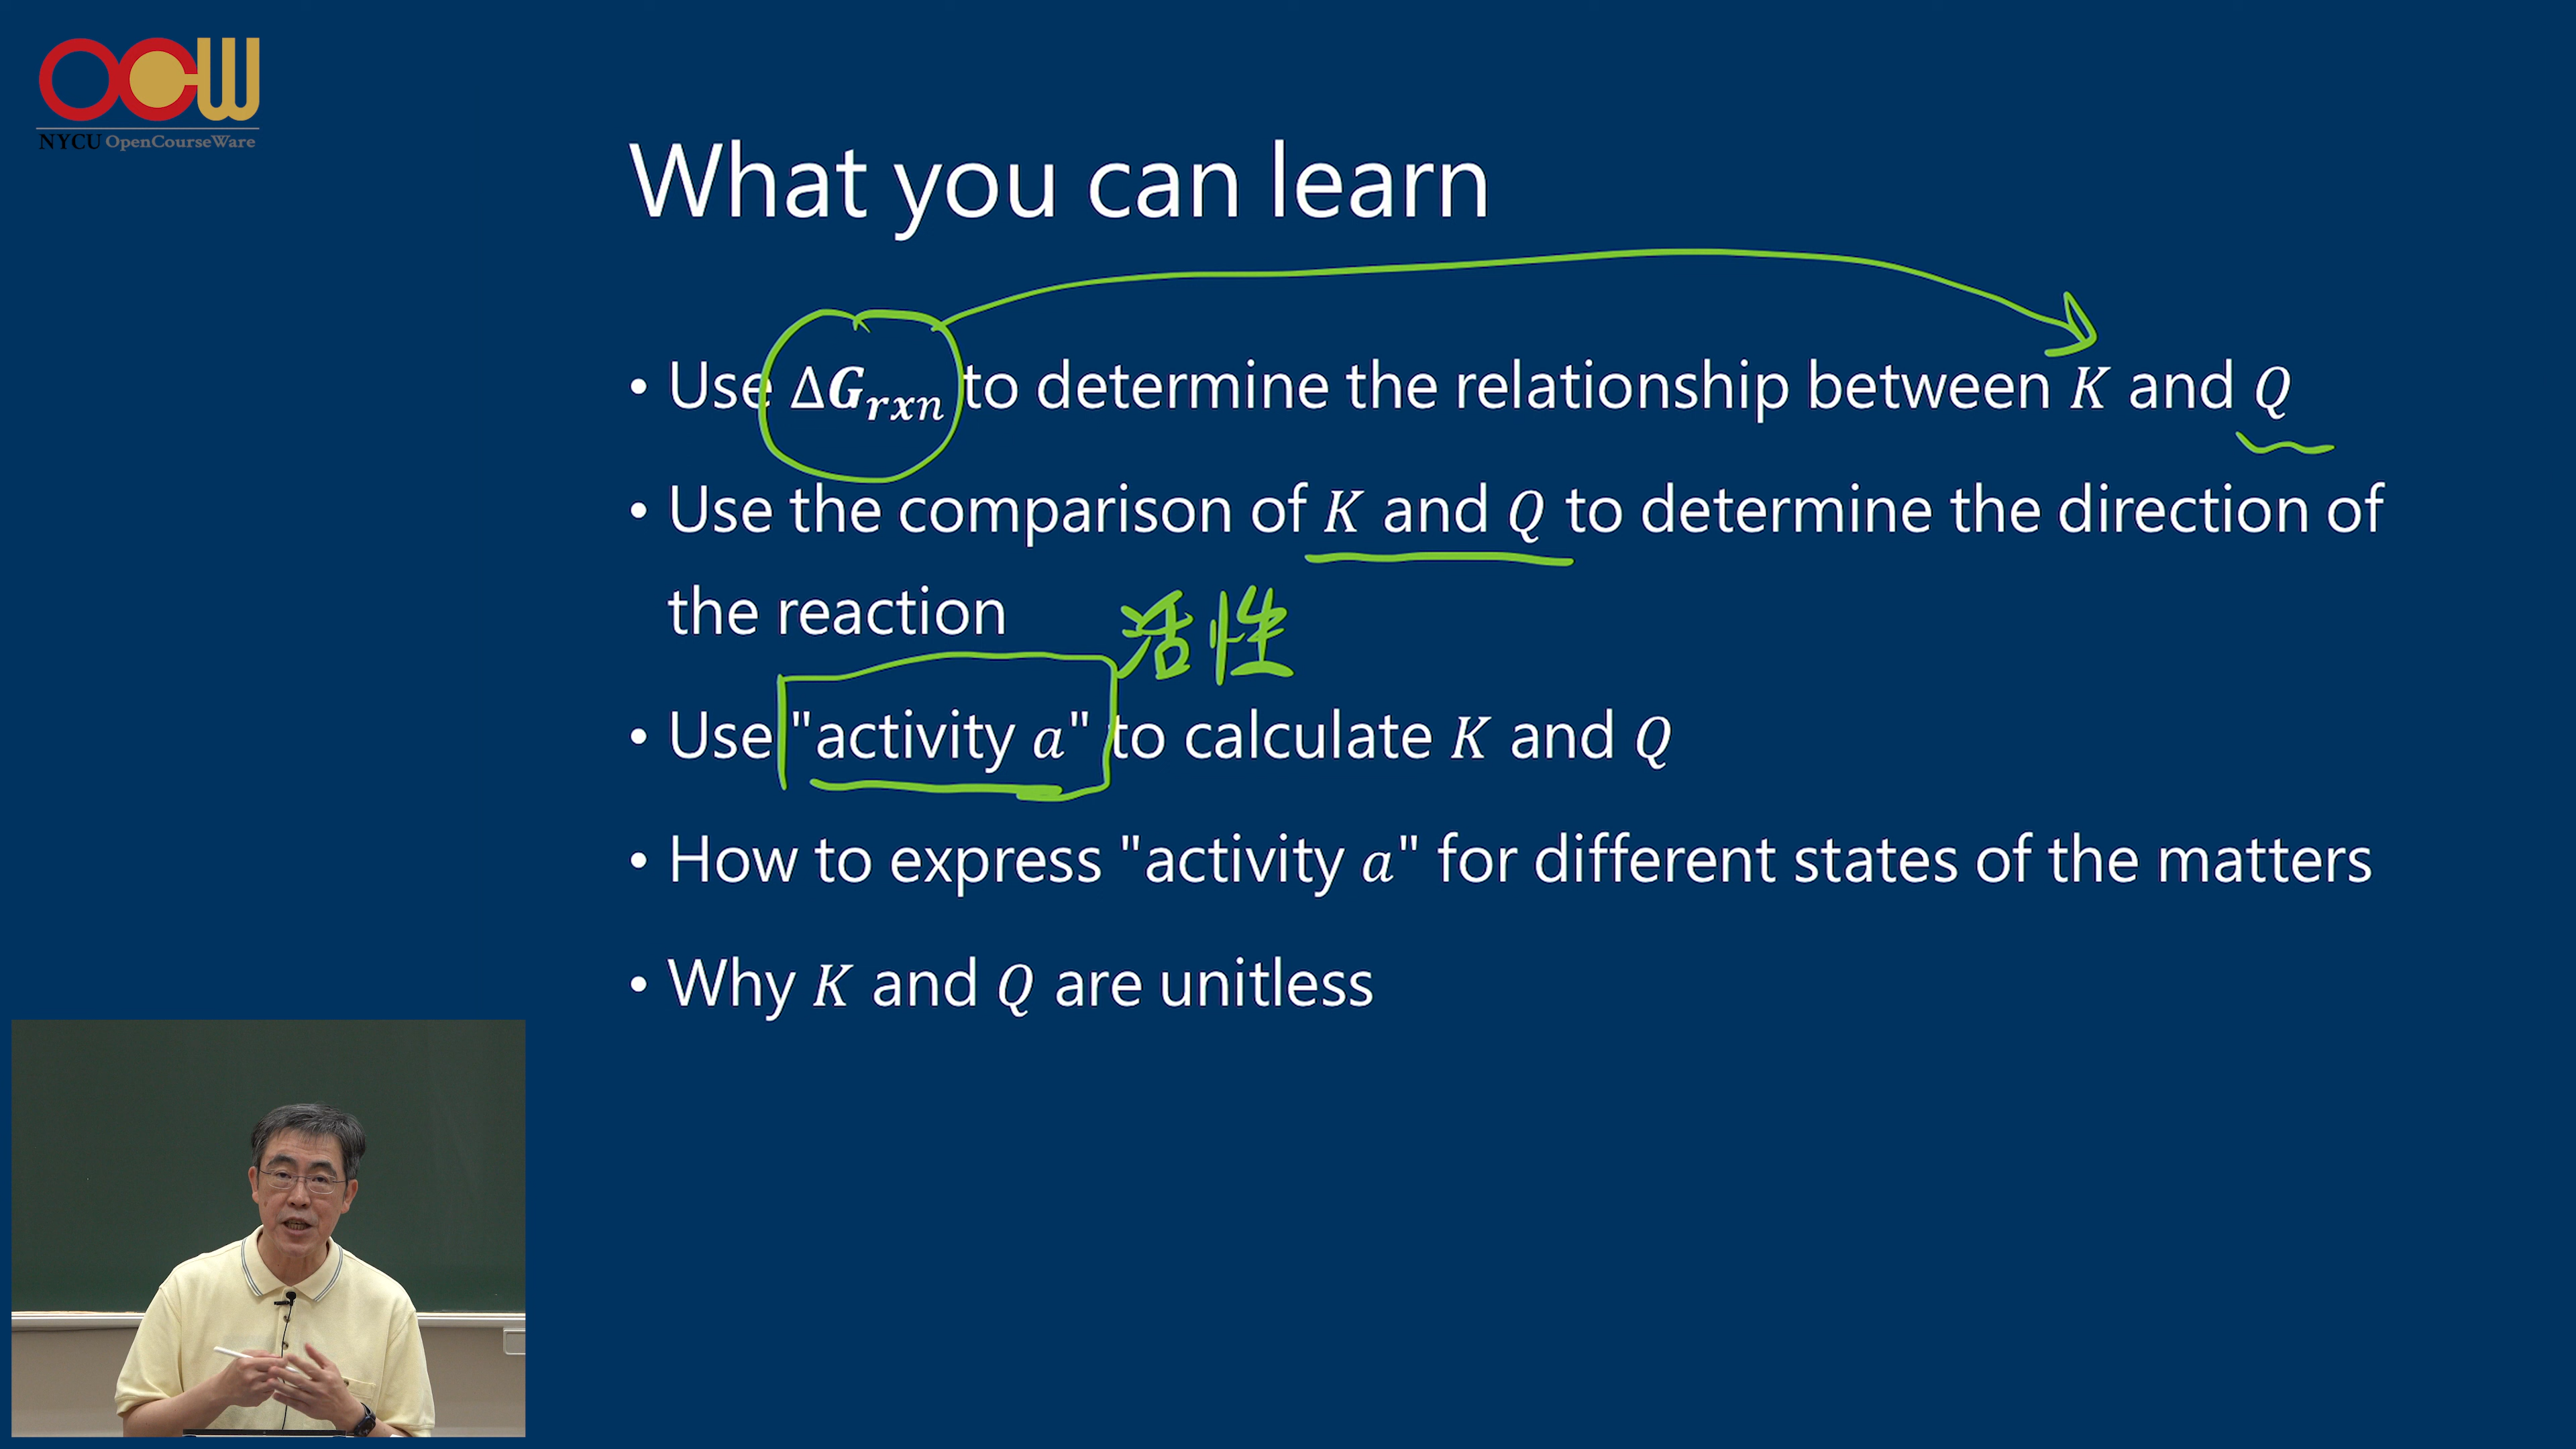 OCW
NYCU OpenCourseWare
What you can learn
• Use Δ𝑮𝒓𝒙𝑛 to determine the relationship between 𝐾 and 𝑄
• Use the comparison of 𝐾 and 𝑄 to determine the direction of
the reaction
活性
• Use "activity 𝑎" to calculate 𝐾 and 𝑄
• How to express "activity 𝑎" for different states of the matters
• Why 𝐾 and 𝑄 are unitless